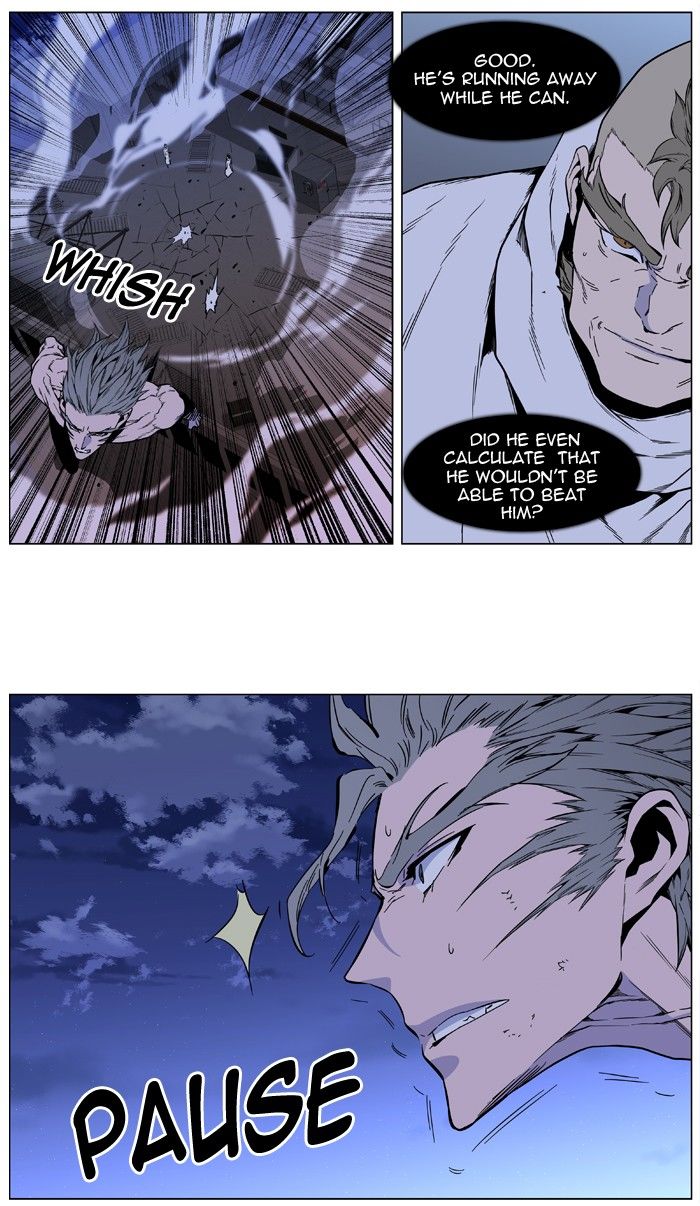 WHISH
GOOD.
HE'S RUNNING AWAY
WHILE HE CAN.
DID HE EVEN
CALCULATE THAT
HE WOULDN'T BE
ABLE TO BEAT
HIM?
PAUSE